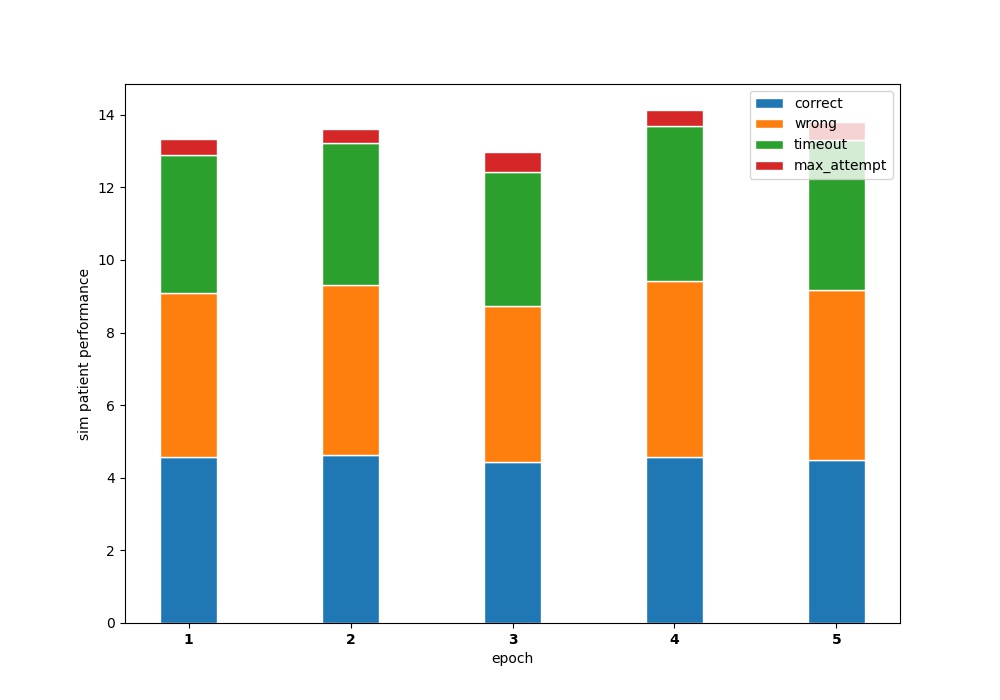 correct
wrong
timeout
max_attempt
14
12
10
8
6
4
2
0
sim patient performance
1 2 3 4 5
epoch